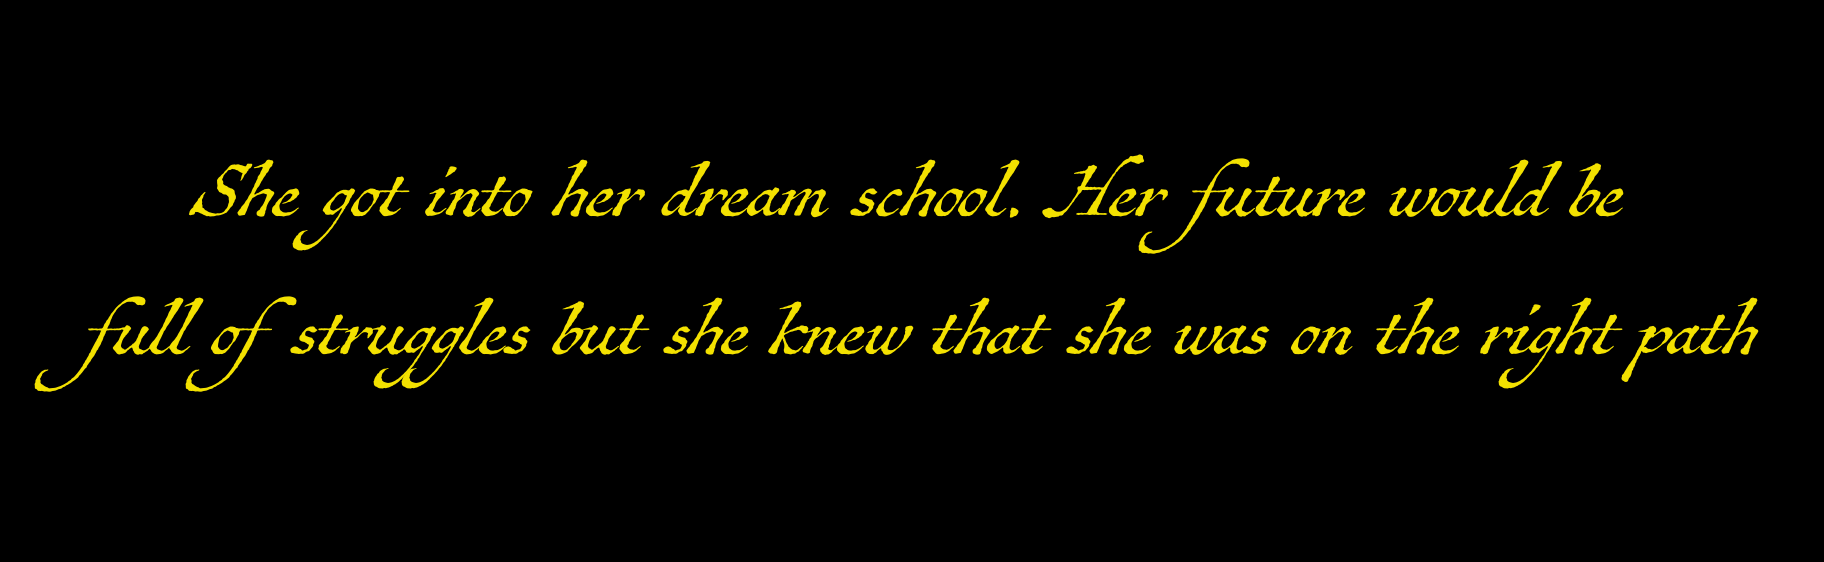 She got into her dream school. Her future would be
full of struggles but she knew that she was on the right path